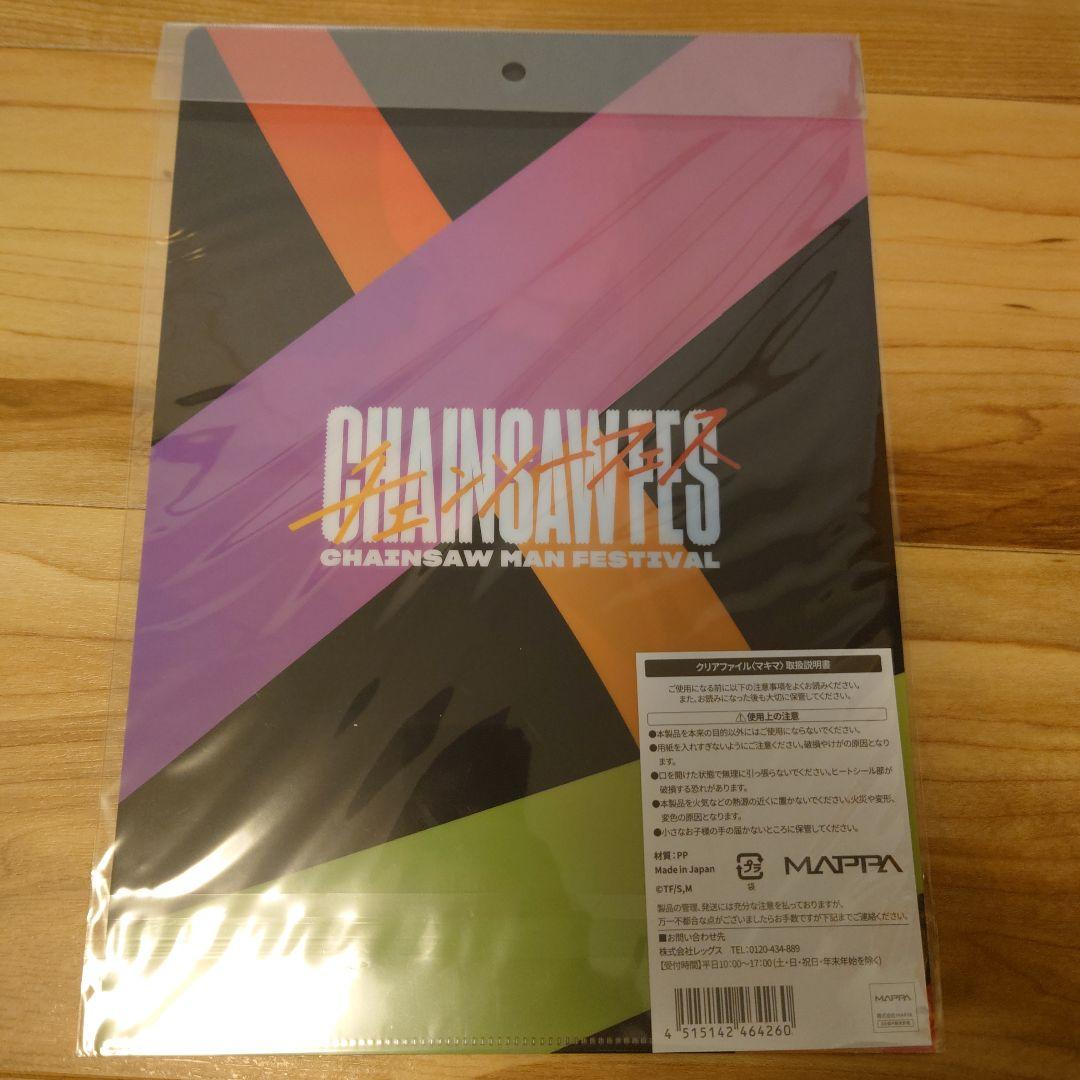 CHAINSAW FES
チェンソーフェス
CHAINSAW MAN FESTIVAL
クリアファイル〈マキマ〉取扱説明書
ご使用になる前に以下の注意事項をよくお読みください。
また、お読みになった後も大切に保管してください。
⚠使用上の注意
●本製品を本来の目的以外にはご使用にならないでください。
●用紙を入れすぎないようにご注意ください。破損やけがの原因となり
ます。
●口を開けた状態で無理に引っ張らないでください。ヒートシール部が
破損する恐れがあります。
●本製品を火気などの熱源の近くに置かないでください。火災や変形、
変色の原因となります。
●小さなお子様の手の届かないところに保管してください。
材質：PP
Made in Japan
©TF/S,M
プラ
袋
MAPPA
製品の管理、発送には充分な注意を払っておりますが、
万一不都合な点がございましたらお手数ですが下記までご連絡ください。
■お問い合わせ先
株式会社レッグス TEL：0120-434-889
【受付時間】平日10：00～17：00（土・日・祝日・年末年始を除く）
4 515142 464260
MAPPA
株式会社MAPPA